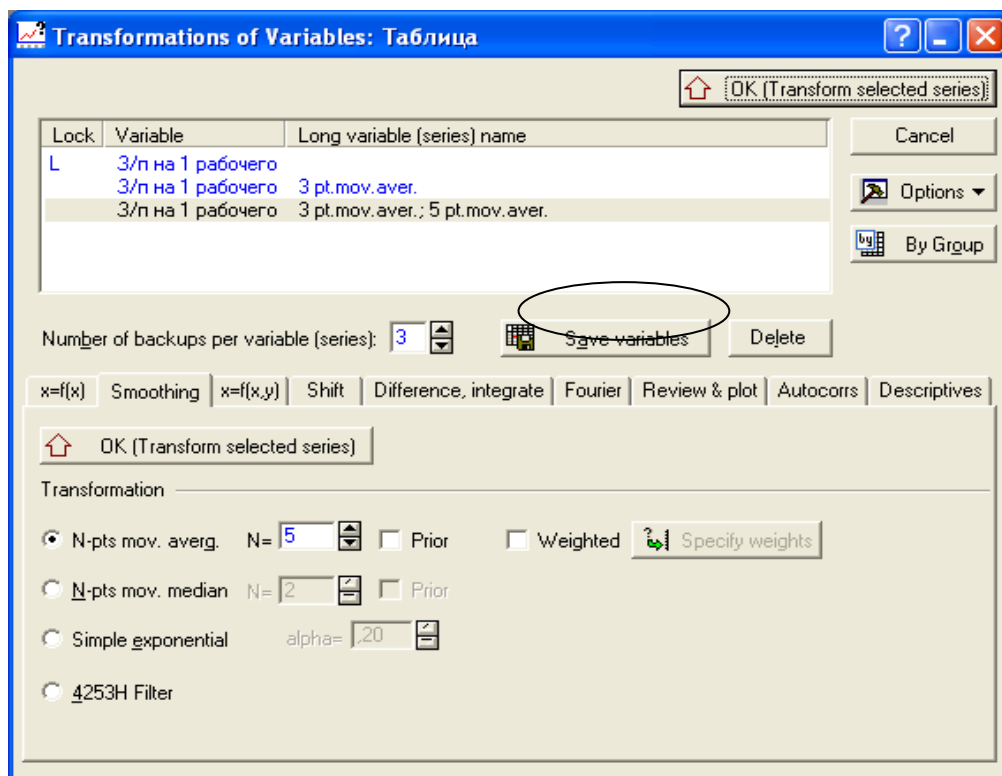 Transformations of Variables: Таблица
OK (Transform selected series)
Lock Variable Long variable (series) name
L З/п на 1 рабочего
З/п на 1 рабочего 3 pt.mov.aver.
З/п на 1 рабочего 3 pt.mov.aver.; 5 pt.mov.aver.
Cancel
Options
By Group
Number of backups per variable (series): 3 Save variables Delete
x=f(x) Smoothing x=f(x,y) Shift Difference, integrate Fourier Review & plot Autocorrs Descriptives
OK (Transform selected series)
Transformation
N-pts mov. averg. N= 5 Prior Weighted Specify weights
N-pts mov. median N= 2 Prior
Simple exponential alpha= ,20
4253H Filter